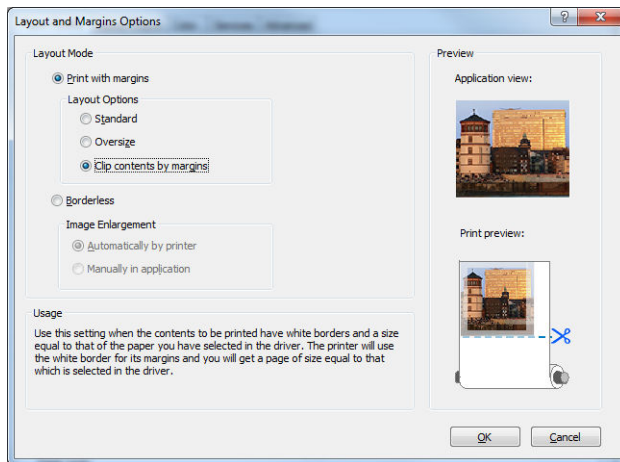 Layout and Margins Options
Layout Mode
Print with margins
Layout Options
Standard
Oversize
Clip contents by margins
Borderless
Image Enlargement
Automatically by printer
Manually in application
Usage
Use this setting when the contents to be printed have white borders and a size
equal to that of the paper you have selected in the driver. The printer will use
the white border for its margins and you will get a page of size equal to that
which is selected in the driver.
Preview
Application view:
Print preview:
OK
Cancel